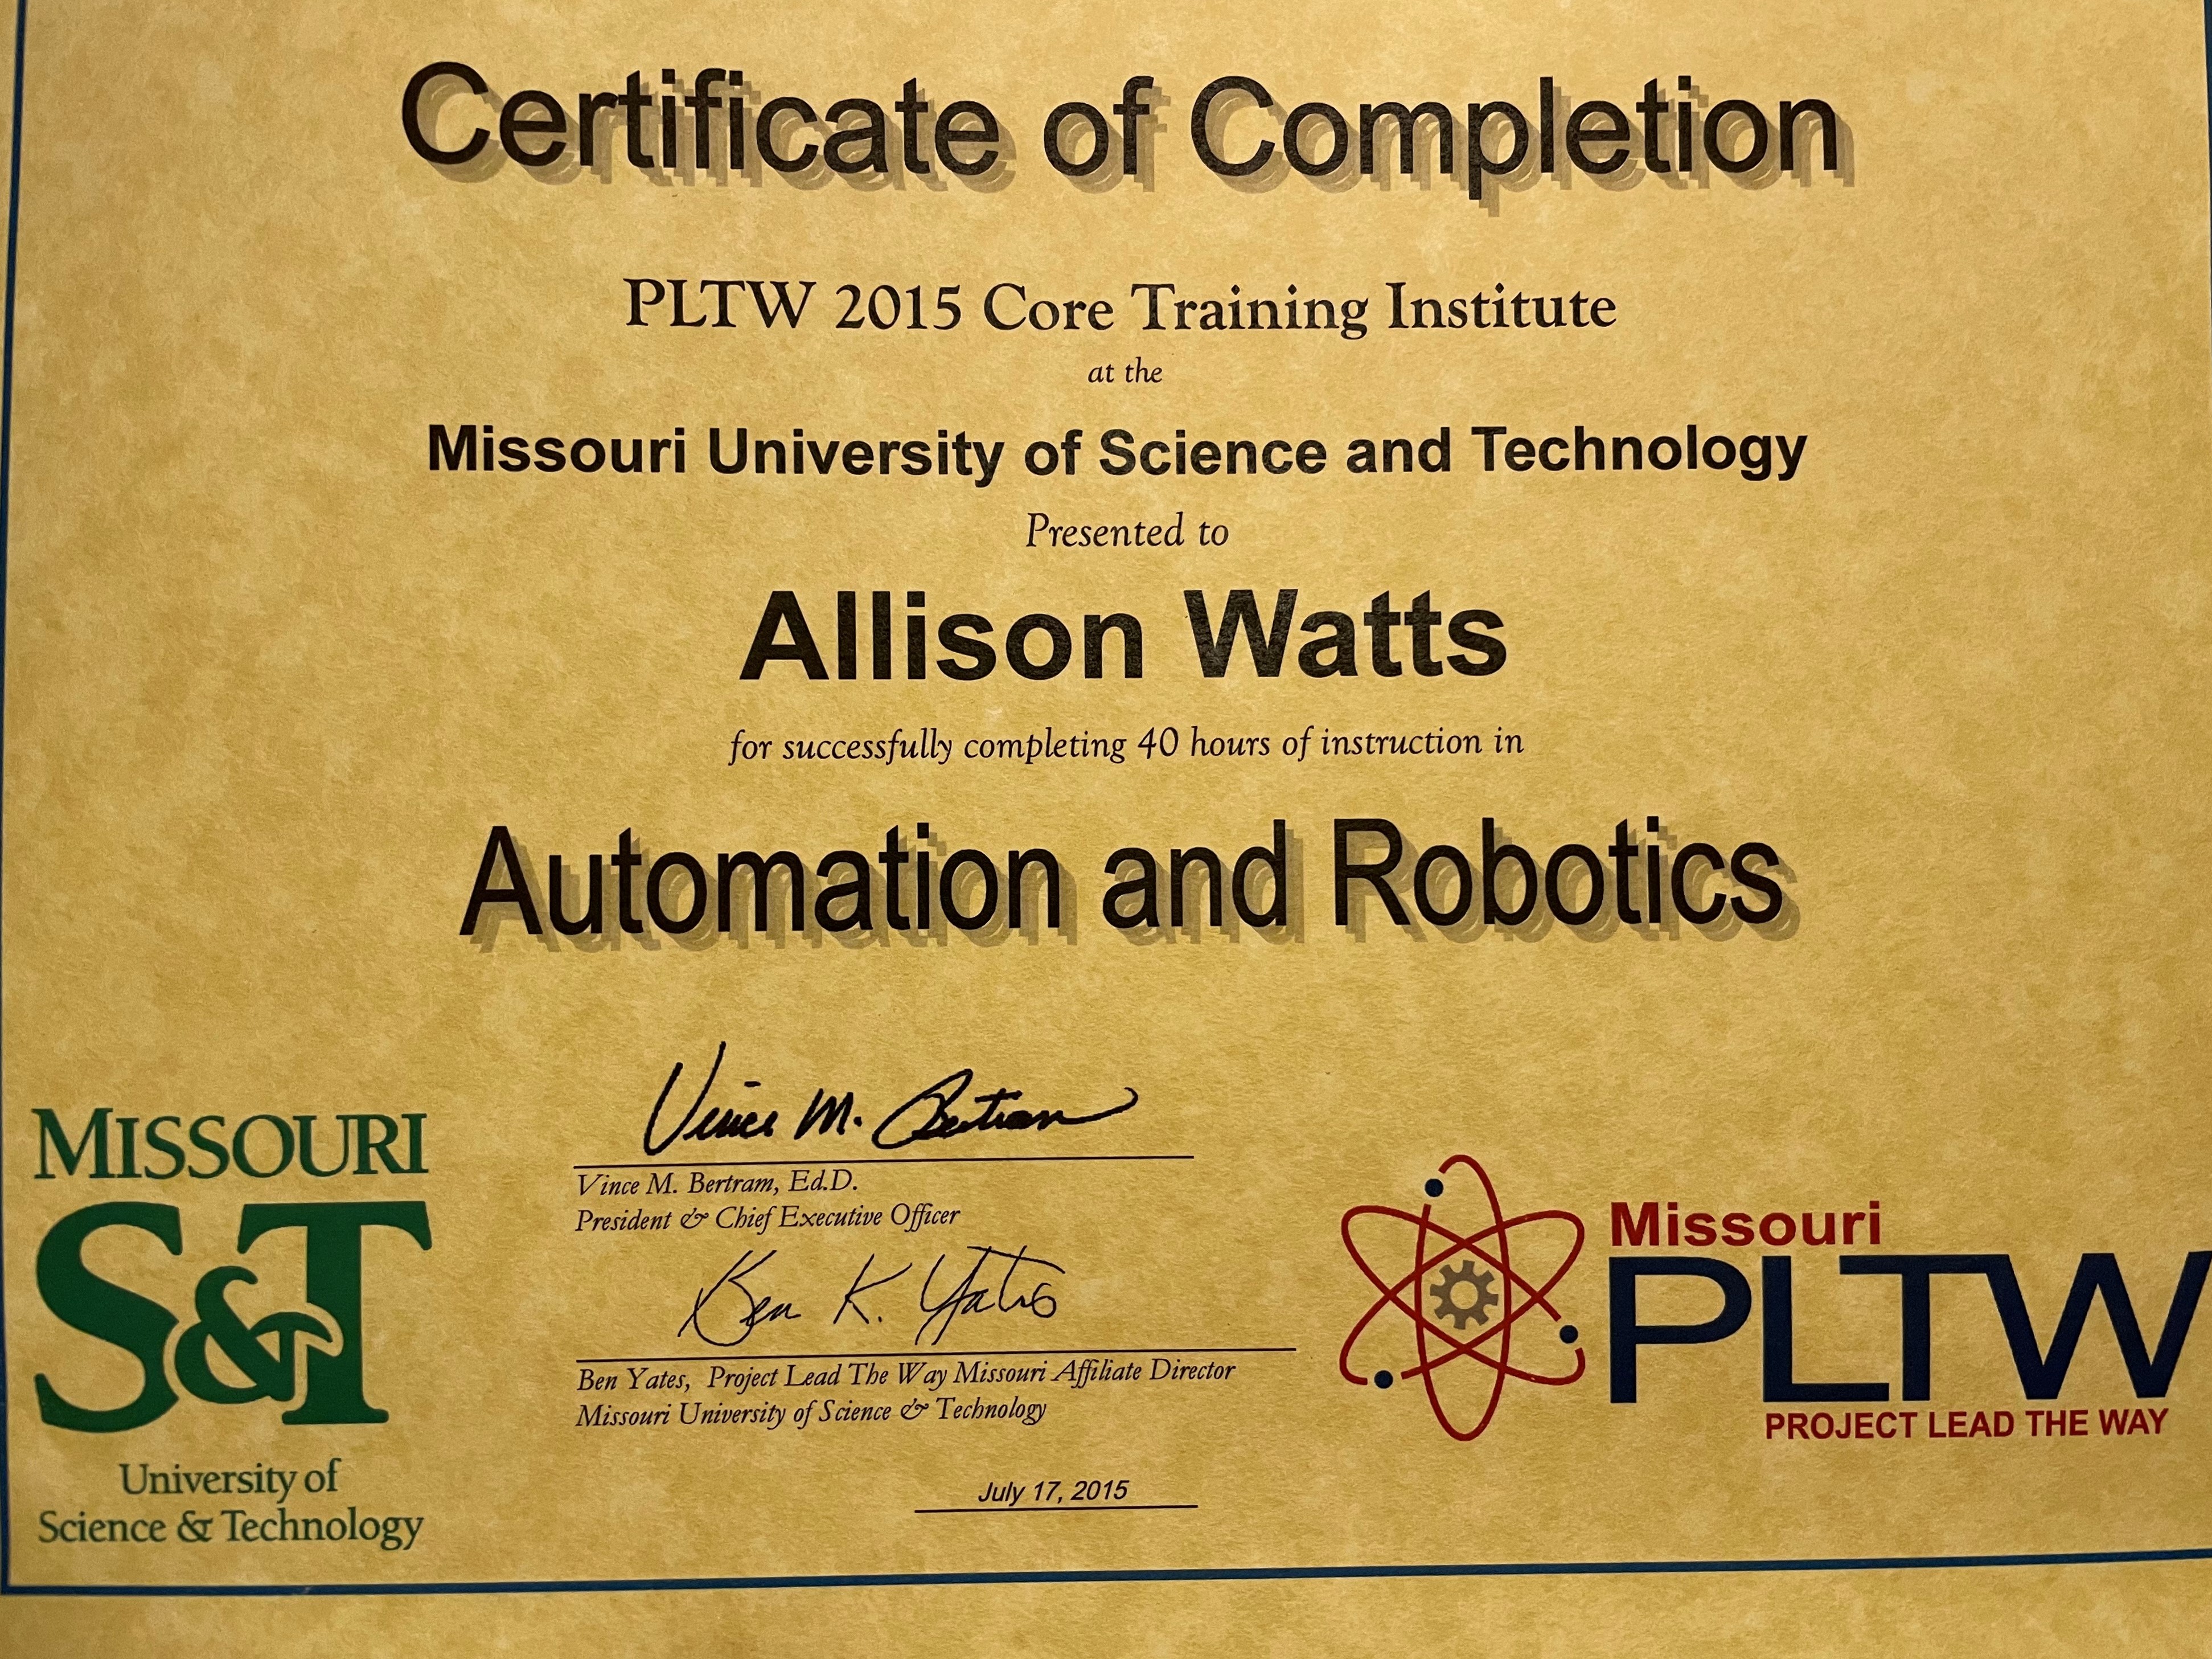 Certificate of Completion
PLTW 2015 Core Training Institute
at the
Missouri University of Science and Technology
Presented to
Allison Watts
for successfully completing 40 hours of instruction in
Automation and Robotics
Vince M. Bertram
Vince M. Bertram, Ed.D.
President & Chief Executive Officer
Ben K. Yates
Ben Yates, Project Lead The Way Missouri Affiliate Director
Missouri University of Science & Technology
July 17, 2015
MISSOURI
S&T
University of
Science & Technology
Missouri
PLTW
PROJECT LEAD THE WAY